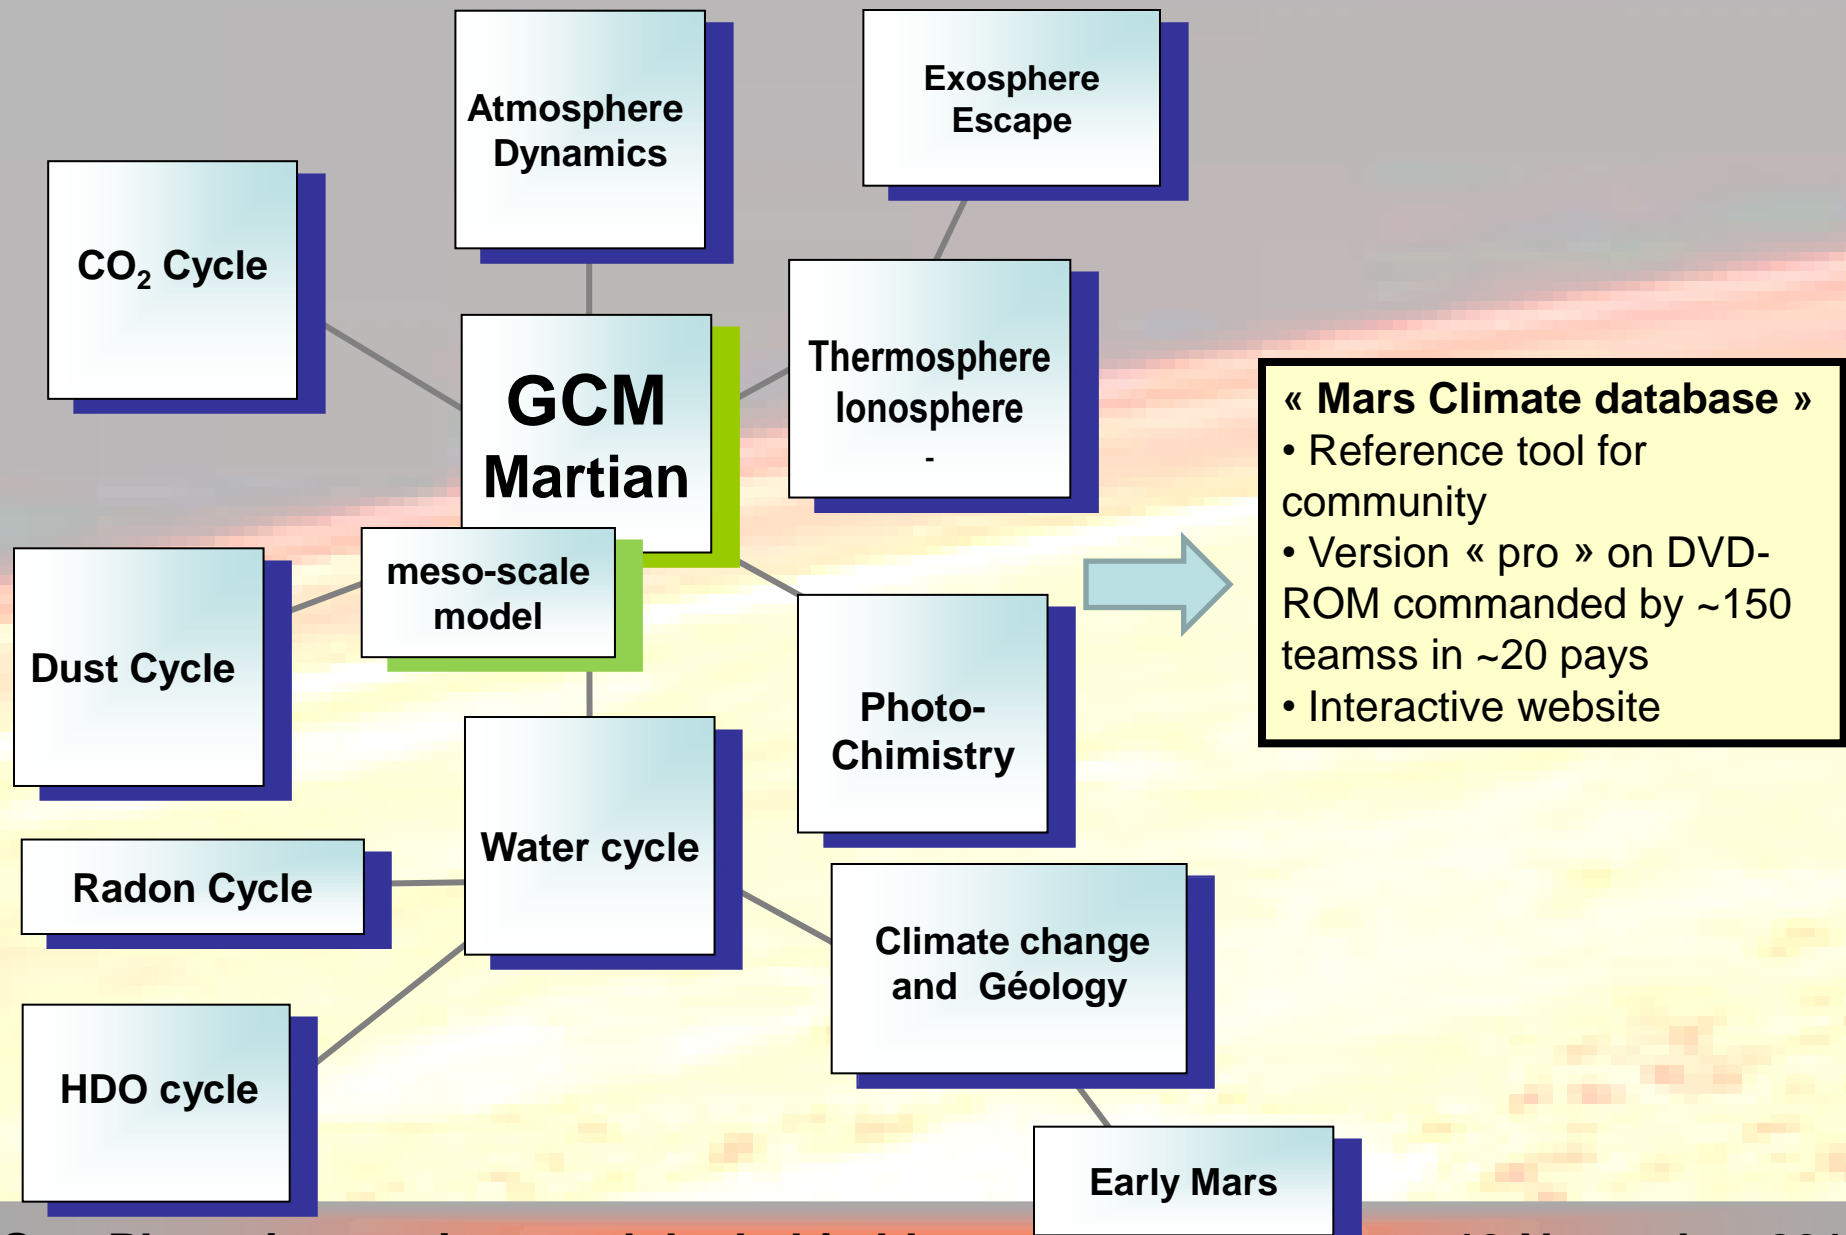 Atmosphere
Dynamics
Exosphere
Escape
CO₂ Cycle
GCM
Martian
Thermosphere
Ionosphere
-
« Mars Climate database »
• Reference tool for
community
• Version « pro » on DVD-
ROM commanded by ~150
teamss in ~20 pays
• Interactive website
meso-scale
model
Dust Cycle
Photo-
Chimistry
Water cycle
Radon Cycle
Climate change
and Géology
HDO cycle
Early Mars